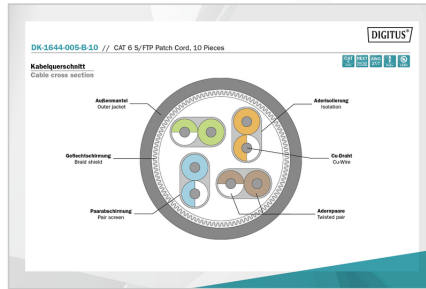 DIGITUS®
DK-1644-005-B-10 // CAT 6 S/FTP Patch Cord, 10 Pieces
Kabelquerschnitt
Cable cross section
Außenmantel
Outer jacket
Aderisolierung
Isolation
Geflechtschirmung
Braid shield
Cu-Draht
Cu-Wire
Paarabschirmung
Pair screen
Adernpaare
Twisted pair